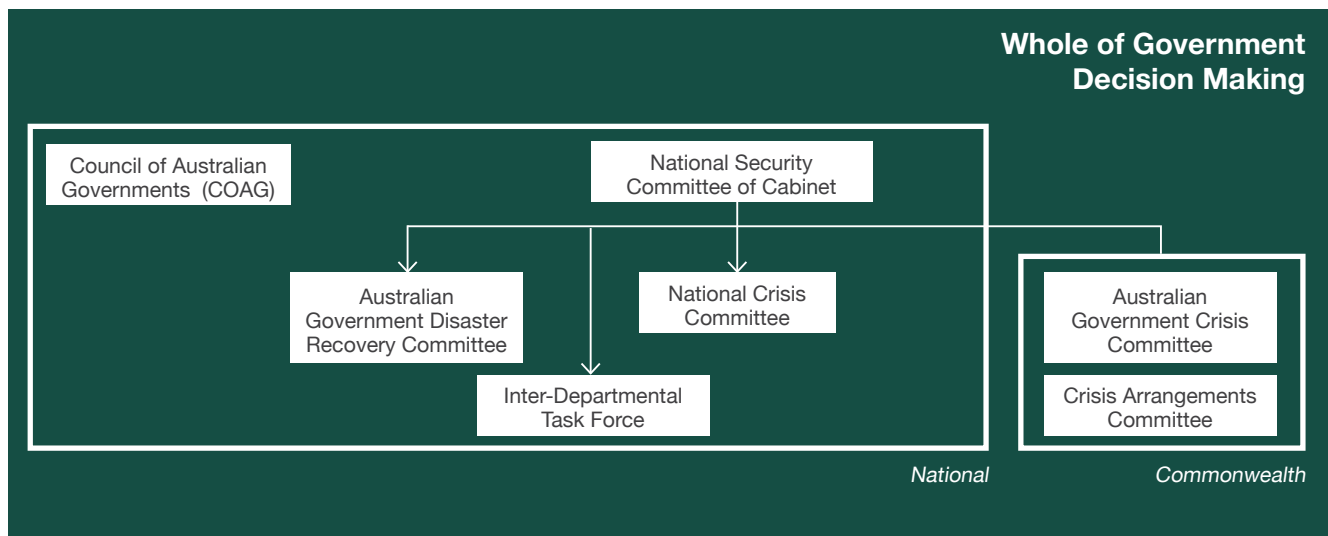 Whole of Government
Decision Making
Council of Australian
Governments (COAG)
National Security
Committee of Cabinet
Australian
Government Disaster
Recovery Committee
National Crisis
Committee
Inter-Departmental
Task Force
Australian
Government Crisis
Committee
Crisis Arrangements
Committee
National
Commonwealth